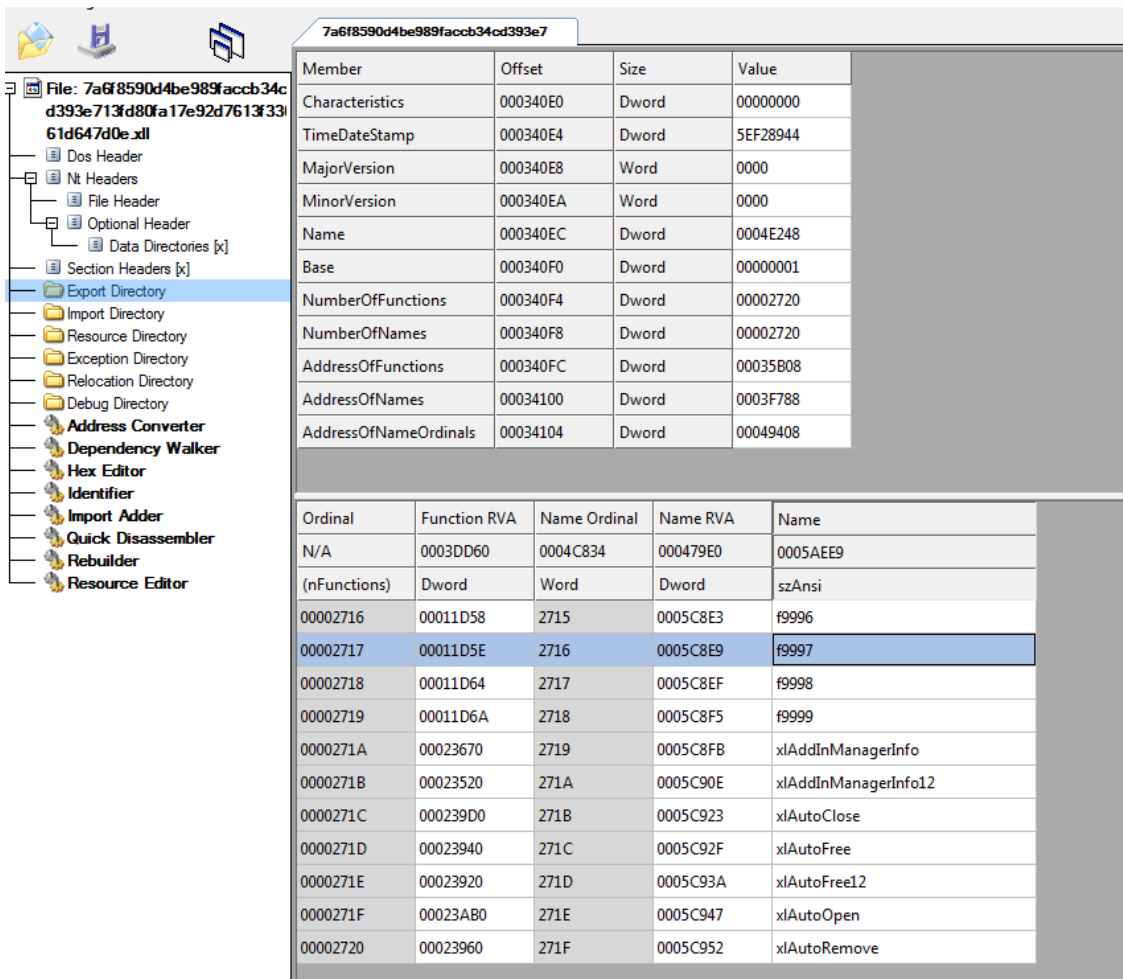 7a6f8590d4be989faccb34cd393e7
File: 7a6f8590d4be989faccb34c
d393e713fd80fa17e92d7613f33
61d647d0e.xll
Dos Header
Nt Headers
File Header
Optional Header
Data Directories [x]
Section Headers [x]
Export Directory
Import Directory
Resource Directory
Exception Directory
Relocation Directory
Debug Directory
Address Converter
Dependency Walker
Hex Editor
Identifier
Import Adder
Quick Disassembler
Rebuilder
Resource Editor
Member Offset Size Value
Characteristics 000340E0 Dword 00000000
TimeDateStamp 000340E4 Dword 5EF28944
MajorVersion 000340E8 Word 0000
MinorVersion 000340EA Word 0000
Name 000340EC Dword 0004E248
Base 000340F0 Dword 00000001
NumberOfFunctions 000340F4 Dword 00002720
NumberOfNames 000340F8 Dword 00002720
AddressOfFunctions 000340FC Dword 00035B08
AddressOfNames 00034100 Dword 0003F788
AddressOfNameOrdinals 00034104 Dword 00049408
Ordinal Function RVA Name Ordinal Name RVA Name
N/A 0003DD60 0004C834 000479E0 0005AEE9
(nFunctions) Dword Word Dword szAnsi
00002716 00011D58 2715 0005C8E3 f9996
00002717 00011D5E 2716 0005C8E9 f9997
00002718 00011D64 2717 0005C8EF f9998
00002719 00011D6A 2718 0005C8F5 f9999
0000271A 00023670 2719 0005C8FB xlAddInManagerInfo
0000271B 00023520 271A 0005C90E xlAddInManagerInfo12
0000271C 000239D0 271B 0005C923 xlAutoClose
0000271D 00023940 271C 0005C92F xlAutoFree
0000271E 00023920 271D 0005C93A xlAutoFree12
0000271F 00023AB0 271E 0005C947 xlAutoOpen
00002720 00023960 271F 0005C952 xlAutoRemove